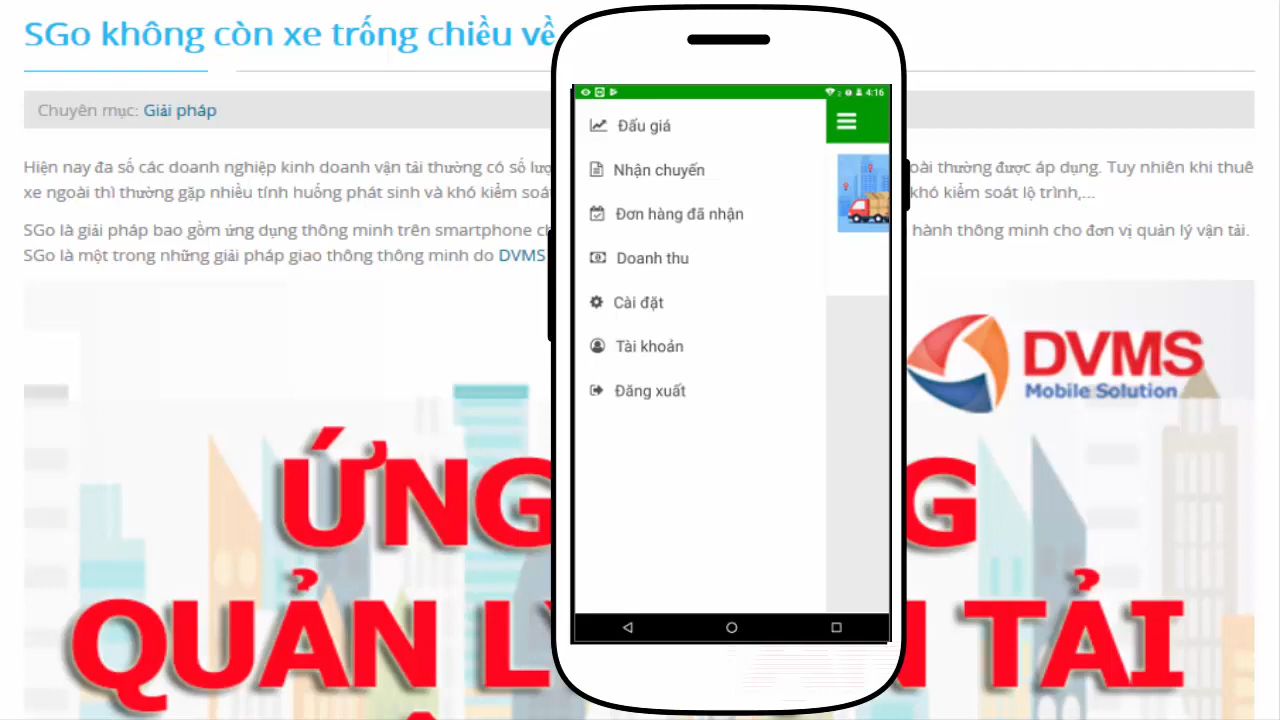 SGo không còn xe trống chiều về
Chuyên mục: Giải pháp
Hiện nay đa số các doanh nghiệp kinh doanh vận tải thường có số lượ
oài thường được áp dụng. Tuy nhiên khi thuê
xe ngoài thì thường gặp nhiều tính huống phát sinh và khó kiểm soát
khó kiểm soát lộ trình,...
SGo là giải pháp bao gồm ứng dụng thông minh trên smartphone ch
hành thông minh cho đơn vị quản lý vận tải.
SGo là một trong những giải pháp giao thông thông minh do DVMS
4:16
Đấu giá
Nhận chuyến
Đơn hàng đã nhận
Doanh thu
Cài đặt
Tài khoản
Đăng xuất
DVMS
Mobile Solution
ỨNG G
QUẢN LÝ N TẢI